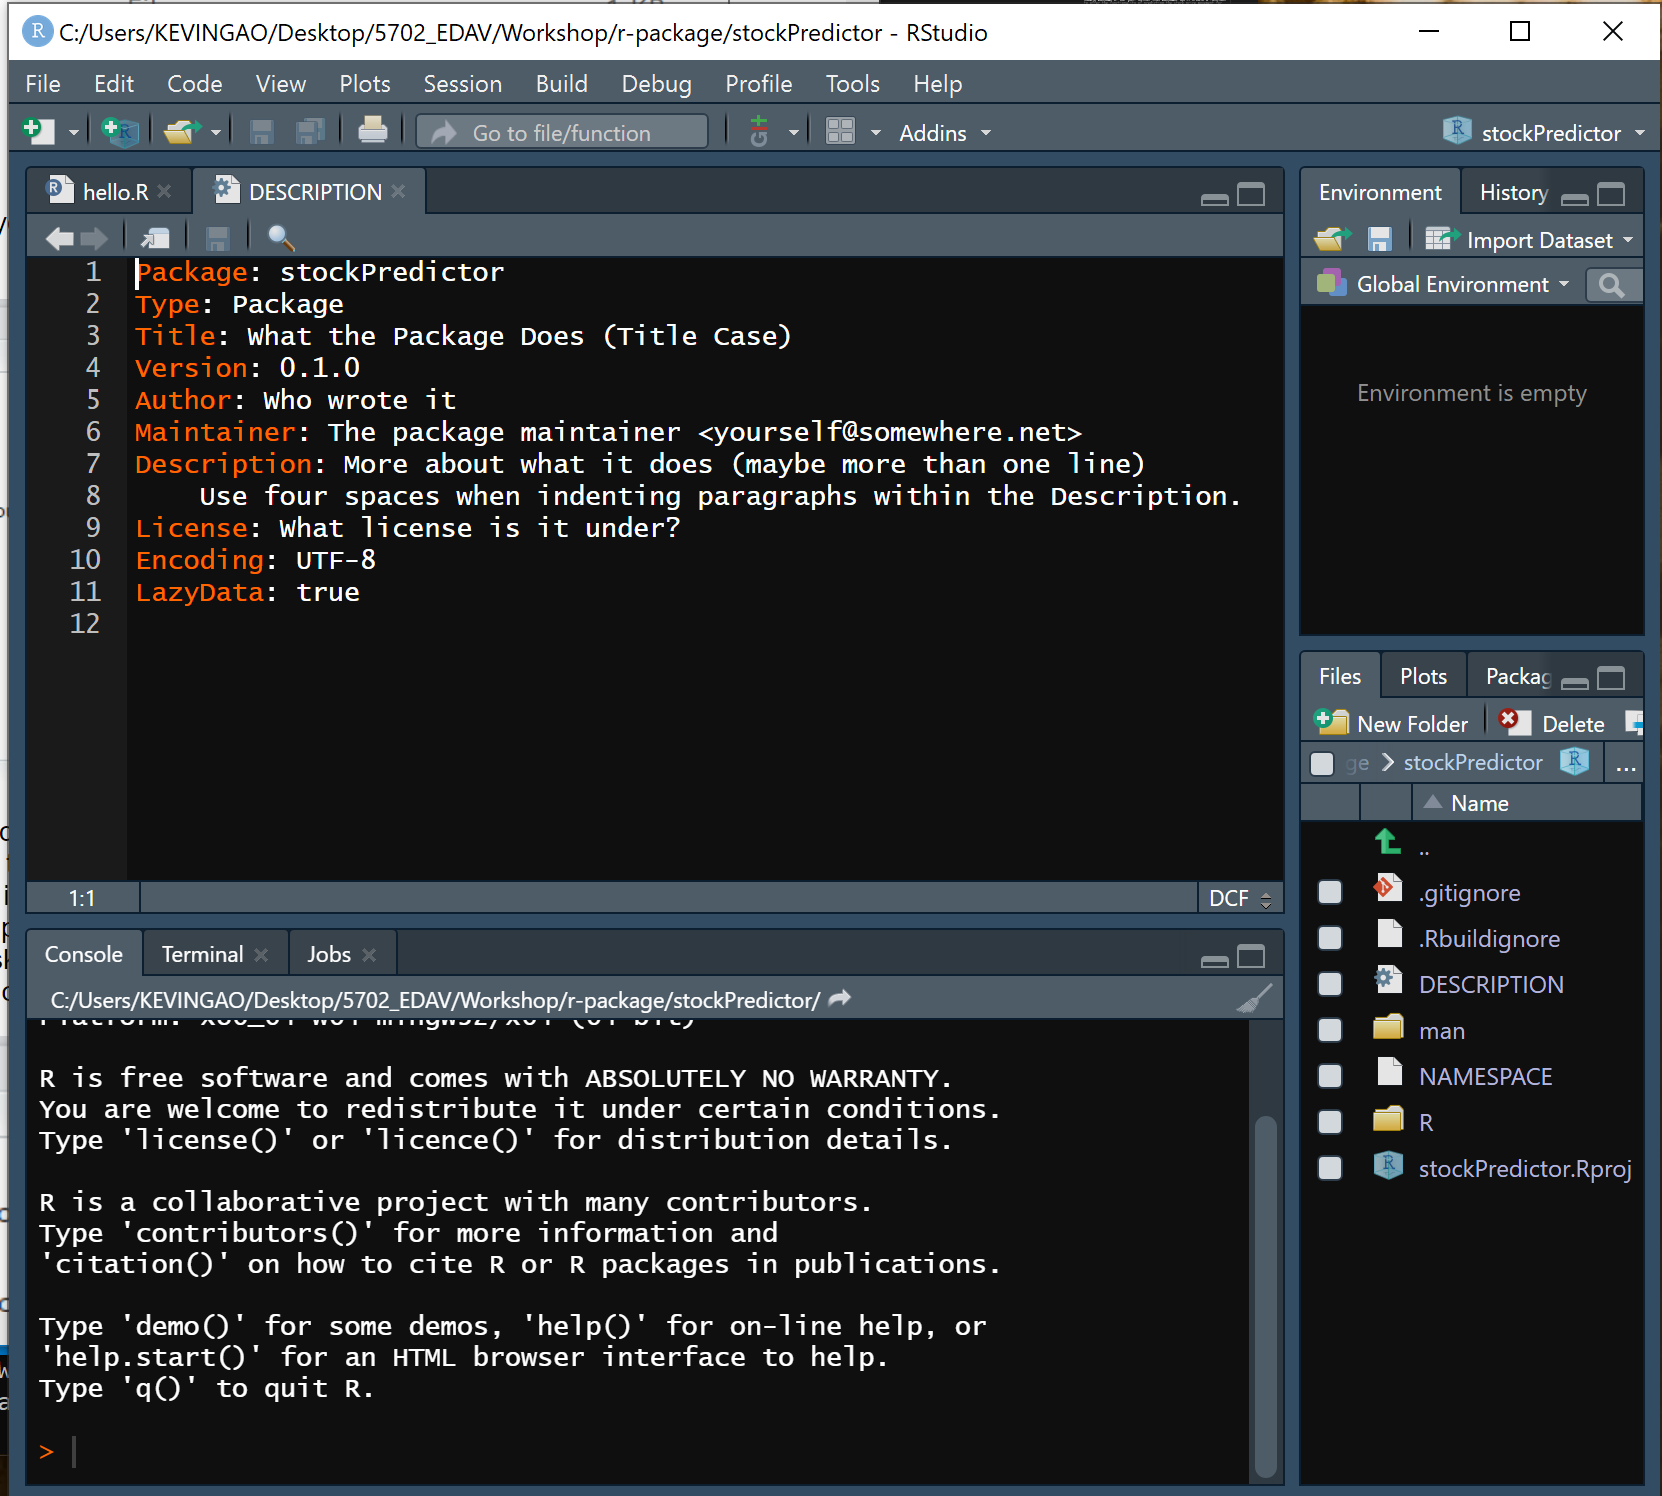 C:/Users/KEVINGAO/Desktop/5702_EDAV/Workshop/r-package/stockPredictor - RStudio
File Edit Code View Plots Session Build Debug Profile Tools Help
Go to file/function Addins stockPredictor
hello.R DESCRIPTION
1 Package: stockPredictor
2 Type: Package
3 Title: What the Package Does (Title Case)
4 Version: 0.1.0
5 Author: Who wrote it
6 Maintainer: The package maintainer <yourself@somewhere.net>
7 Description: More about what it does (maybe more than one line)
8     Use four spaces when indenting paragraphs within the Description.
9 License: What license is it under?
10 Encoding: UTF-8
11 LazyData: true
12
1:1 DCF
Console Terminal Jobs
C:/Users/KEVINGAO/Desktop/5702_EDAV/Workshop/r-package/stockPredictor/
R is free software and comes with ABSOLUTELY NO WARRANTY.
You are welcome to redistribute it under certain conditions.
Type 'license()' or 'licence()' for distribution details.
R is a collaborative project with many contributors.
Type 'contributors()' for more information and
'citation()' on how to cite R or R packages in publications.
Type 'demo()' for some demos, 'help()' for on-line help, or
'help.start()' for an HTML browser interface to help.
Type 'q()' to quit R.
>
Environment History
Import Dataset
Global Environment
Environment is empty
Files Plots Packag
New Folder Delete
ge > stockPredictor ...
Name
..
.gitignore
.Rbuildignore
DESCRIPTION
man
NAMESPACE
R
stockPredictor.Rproj